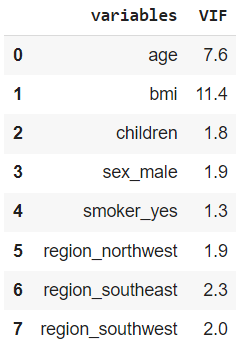 variables VIF
0 age 7.6
1 bmi 11.4
2 children 1.8
3 sex_male 1.9
4 smoker_yes 1.3
5 region_northwest 1.9
6 region_southeast 2.3
7 region_southwest 2.0